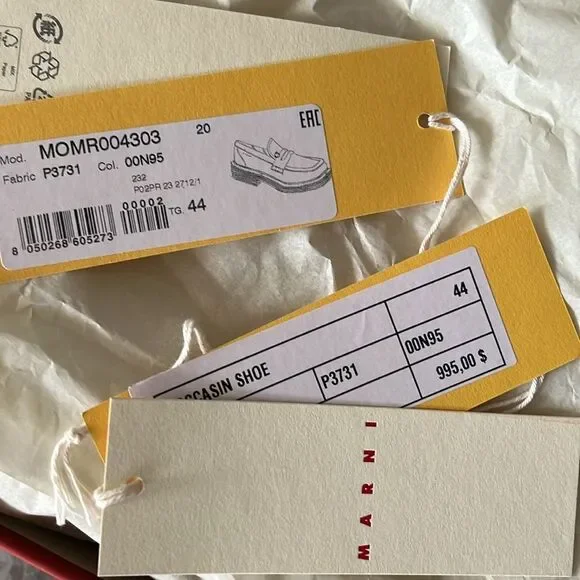 Mod. MOMR004303 20
EAC
Fabric P3731 Col. 00N95
232
P02PR 23 2712/1
00002 TG. 44
8 050268 605273
44
CCASIN SHOE P3731 00N95
995,00 $
MARNI